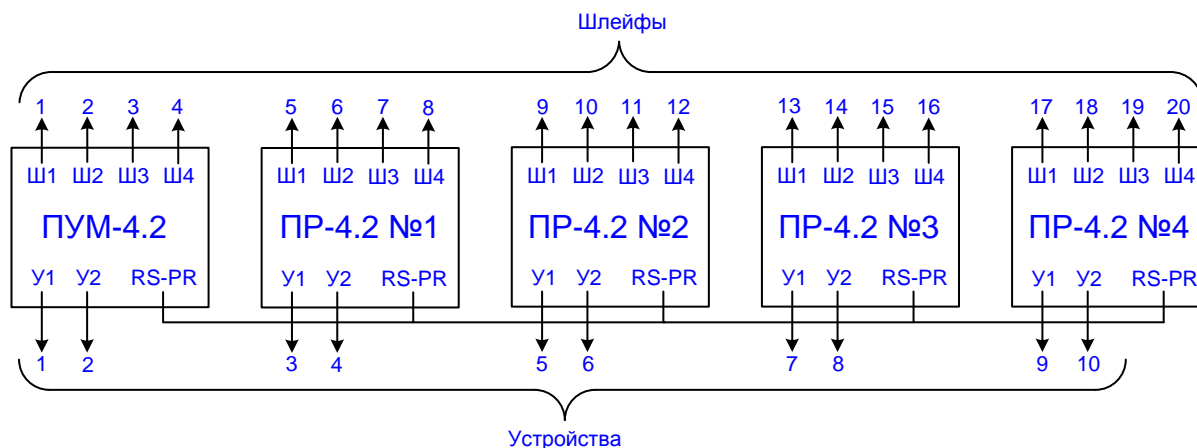 Шлейфы
1 2 3 4 5 6 7 8 9 10 11 12 13 14 15 16 17 18 19 20
Ш1 Ш2 Ш3 Ш4 Ш1 Ш2 Ш3 Ш4 Ш1 Ш2 Ш3 Ш4 Ш1 Ш2 Ш3 Ш4 Ш1 Ш2 Ш3 Ш4
ПУМ-4.2 ПР-4.2 №1 ПР-4.2 №2 ПР-4.2 №3 ПР-4.2 №4
У1 У2 RS-PR У1 У2 RS-PR У1 У2 RS-PR У1 У2 RS-PR У1 У2 RS-PR
1 2 3 4 5 6 7 8 9 10
Устройства